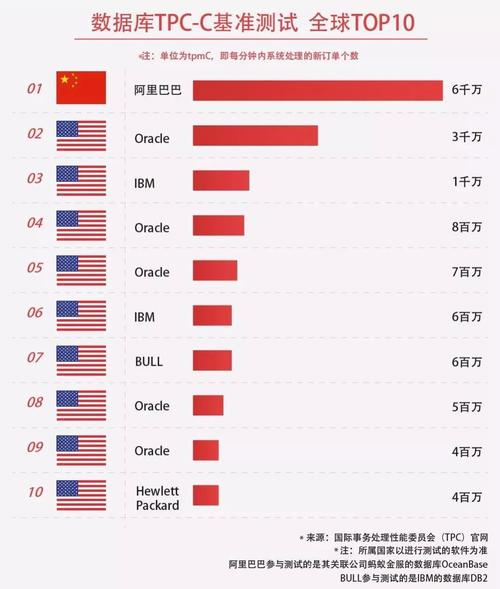 数据库TPC-C基准测试 全球TOP10
*注：单位为tpmC，即每分钟内系统处理的新订单个数
01 阿里巴巴 6千万
02 Oracle 3千万
03 IBM 1千万
04 Oracle 8百万
05 Oracle 7百万
06 IBM 6百万
07 BULL 6百万
08 Oracle 5百万
09 Oracle 4百万
10 Hewlett Packard 4百万
* 来源：国际事务处理性能委员会（TPC）官网
* 注：所属国家以进行测试的软件为准
阿里巴巴参与测试的是其关联公司蚂蚁金服的数据库OceanBase
BULL参与测试的是IBM的数据库DB2